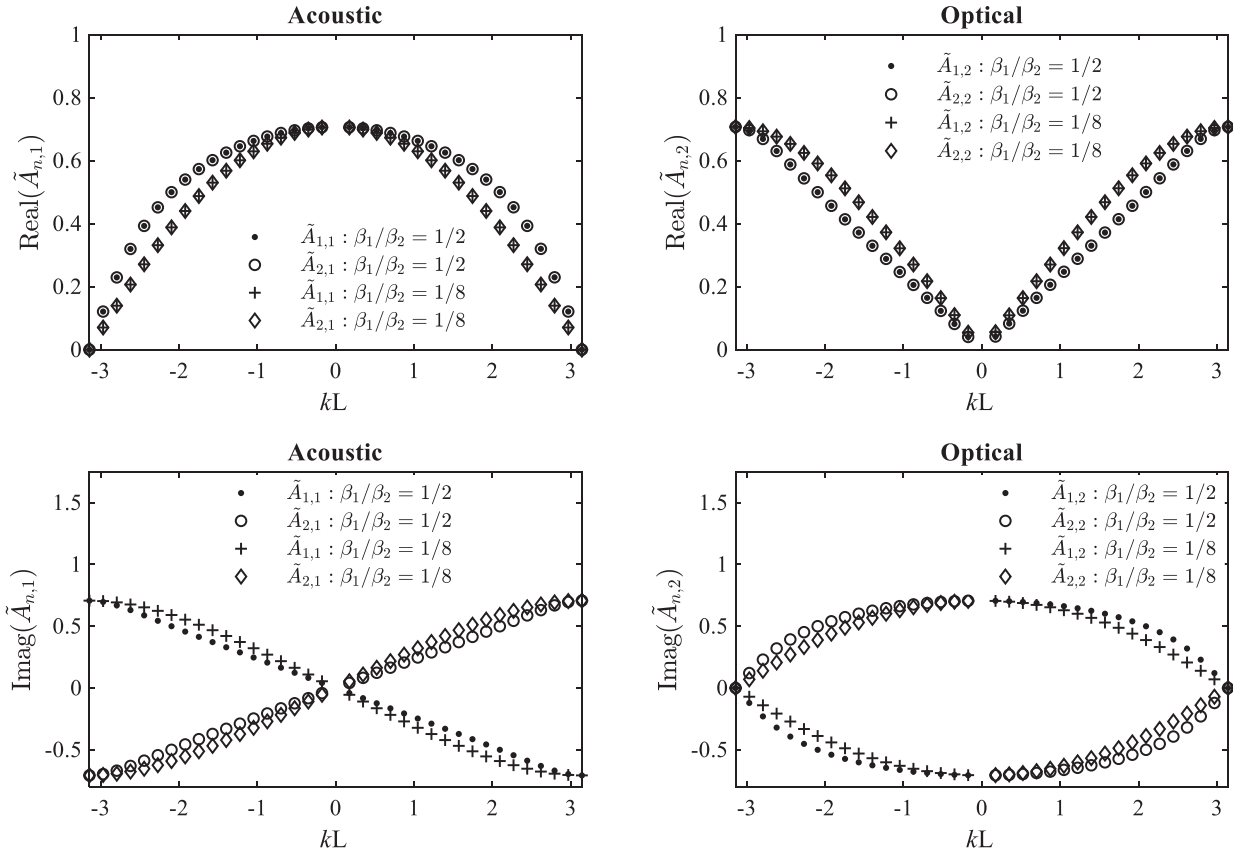 Acoustic
Real(Ã_{n,1})
1
0.8
0.6
0.4
0.2
0
Ã_{1,1} : β_1/β_2 = 1/2
Ã_{2,1} : β_1/β_2 = 1/2
Ã_{1,1} : β_1/β_2 = 1/8
Ã_{2,1} : β_1/β_2 = 1/8
-3 -2 -1 0 1 2 3
kL
Optical
Real(Ã_{n,2})
1
0.8
0.6
0.4
0.2
0
Ã_{1,2} : β_1/β_2 = 1/2
Ã_{2,2} : β_1/β_2 = 1/2
Ã_{1,2} : β_1/β_2 = 1/8
Ã_{2,2} : β_1/β_2 = 1/8
-3 -2 -1 0 1 2 3
kL
Acoustic
Imag(Ã_{n,1})
1.5
1
0.5
0
-0.5
Ã_{1,1} : β_1/β_2 = 1/2
Ã_{2,1} : β_1/β_2 = 1/2
Ã_{1,1} : β_1/β_2 = 1/8
Ã_{2,1} : β_1/β_2 = 1/8
-3 -2 -1 0 1 2 3
kL
Optical
Imag(Ã_{n,2})
1.5
1
0.5
0
-0.5
Ã_{1,2} : β_1/β_2 = 1/2
Ã_{2,2} : β_1/β_2 = 1/2
Ã_{1,2} : β_1/β_2 = 1/8
Ã_{2,2} : β_1/β_2 = 1/8
-3 -2 -1 0 1 2 3
kL